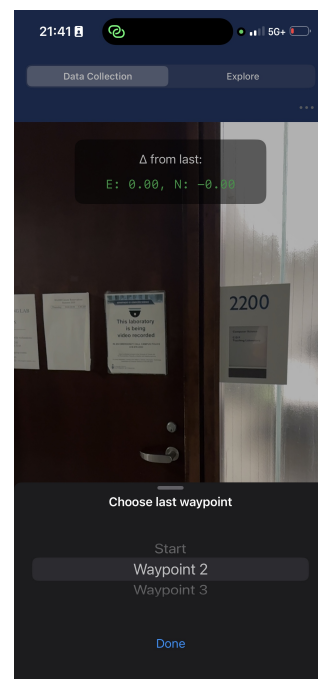 21:41
5G+
Data Collection
Explore
Δ from last:
E: 0.00, N: -0.00
This laboratory
is being
video recorded
2200
Choose last waypoint
Start
Waypoint 2
Waypoint 3
Done